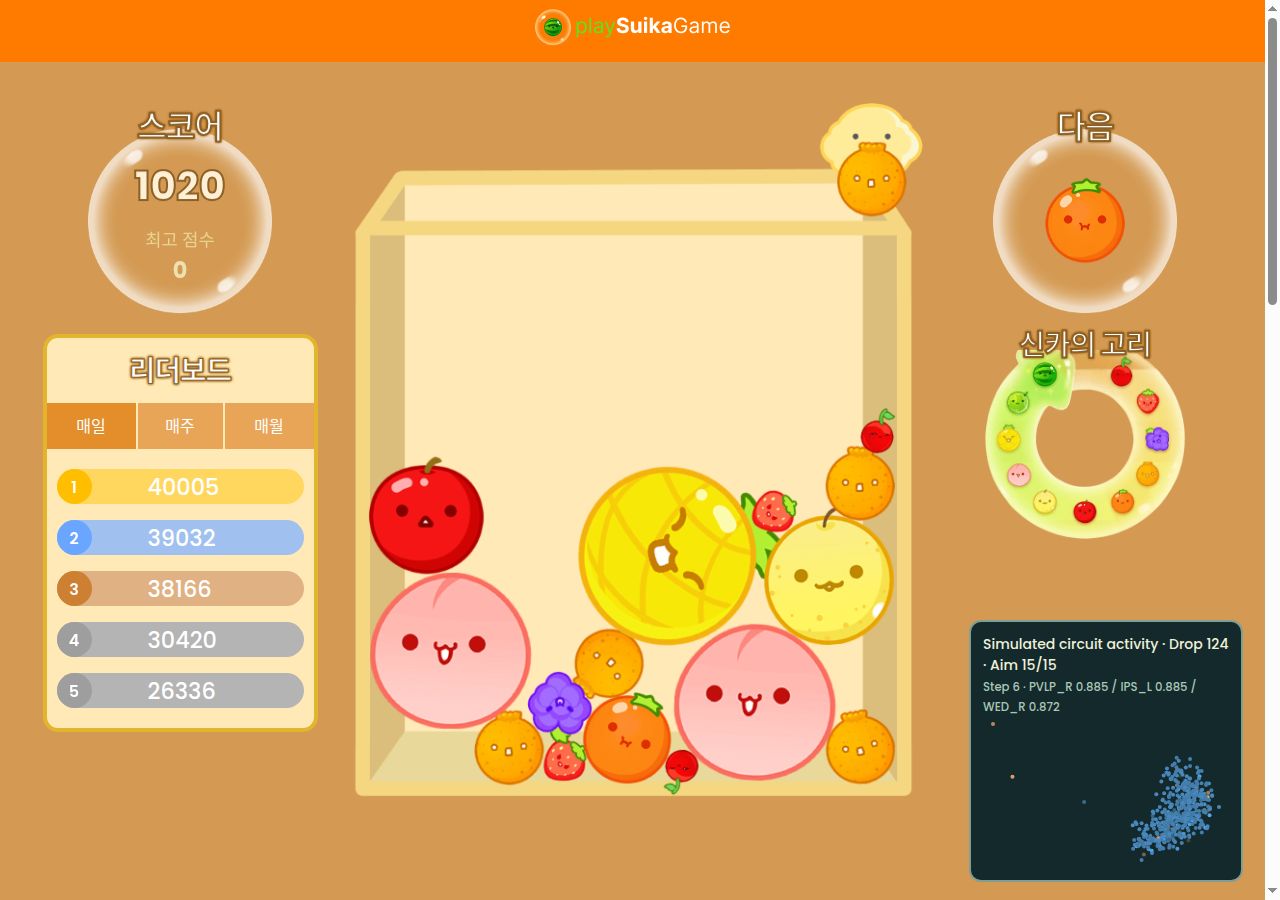 playSuikaGame
스코어
1020
최고 점수
0
리더보드
매일 매주 매월
1 40005
2 39032
3 38166
4 30420
5 26336
다음
신카의 고리
Simulated circuit activity · Drop 124
· Aim 15/15
Step 6 · PVLP_R 0.885 / IPS_L 0.885 /
WED_R 0.872